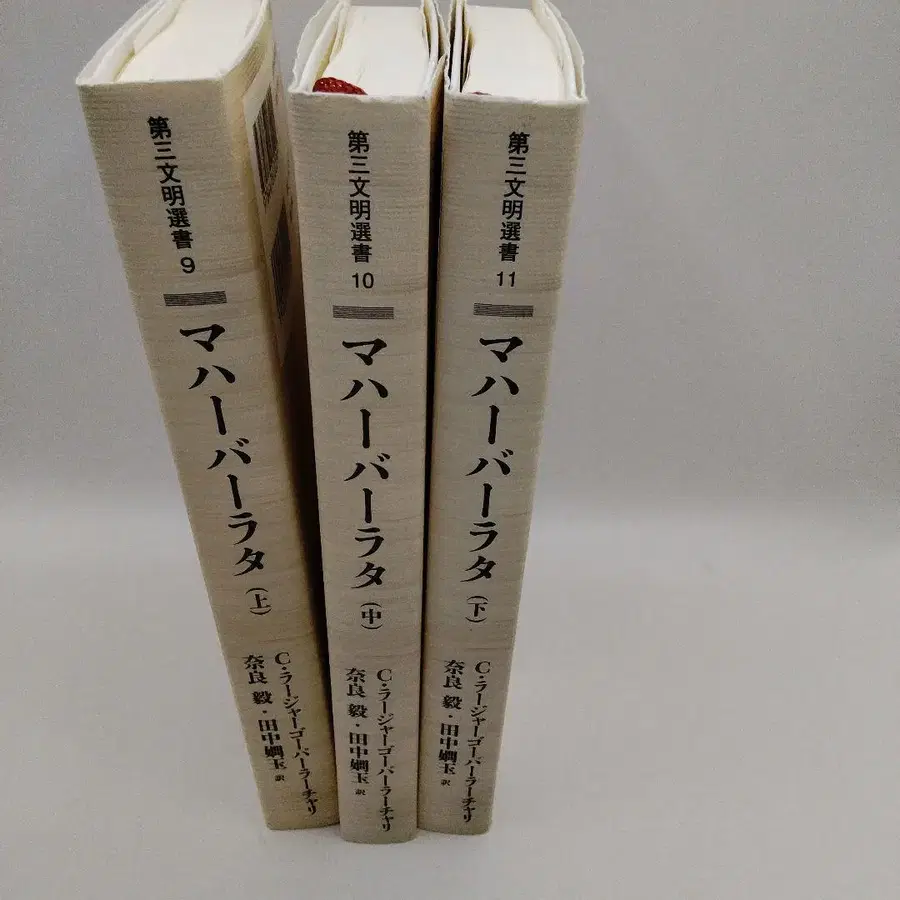 第三文明選書
9
マハーバーラタ(上)
C・ラージャーゴーパーラーチャリ
奈良 毅・田中嫺玉 訳
第三文明選書
10
マハーバーラタ(中)
C・ラージャーゴーパーラーチャリ
奈良 毅・田中嫺玉 訳
第三文明選書
11
マハーバーラタ(下)
C・ラージャーゴーパーラーチャリ
奈良 毅・田中嫺玉 訳